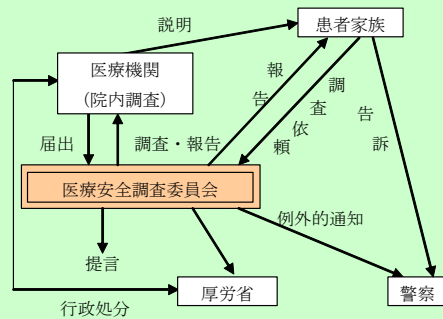 説明
患者家族
医療機関
（院内調査）
報告
調査依頼
告訴
届出
調査・報告
医療安全調査委員会
例外的通知
提言
厚労省
警察
行政処分